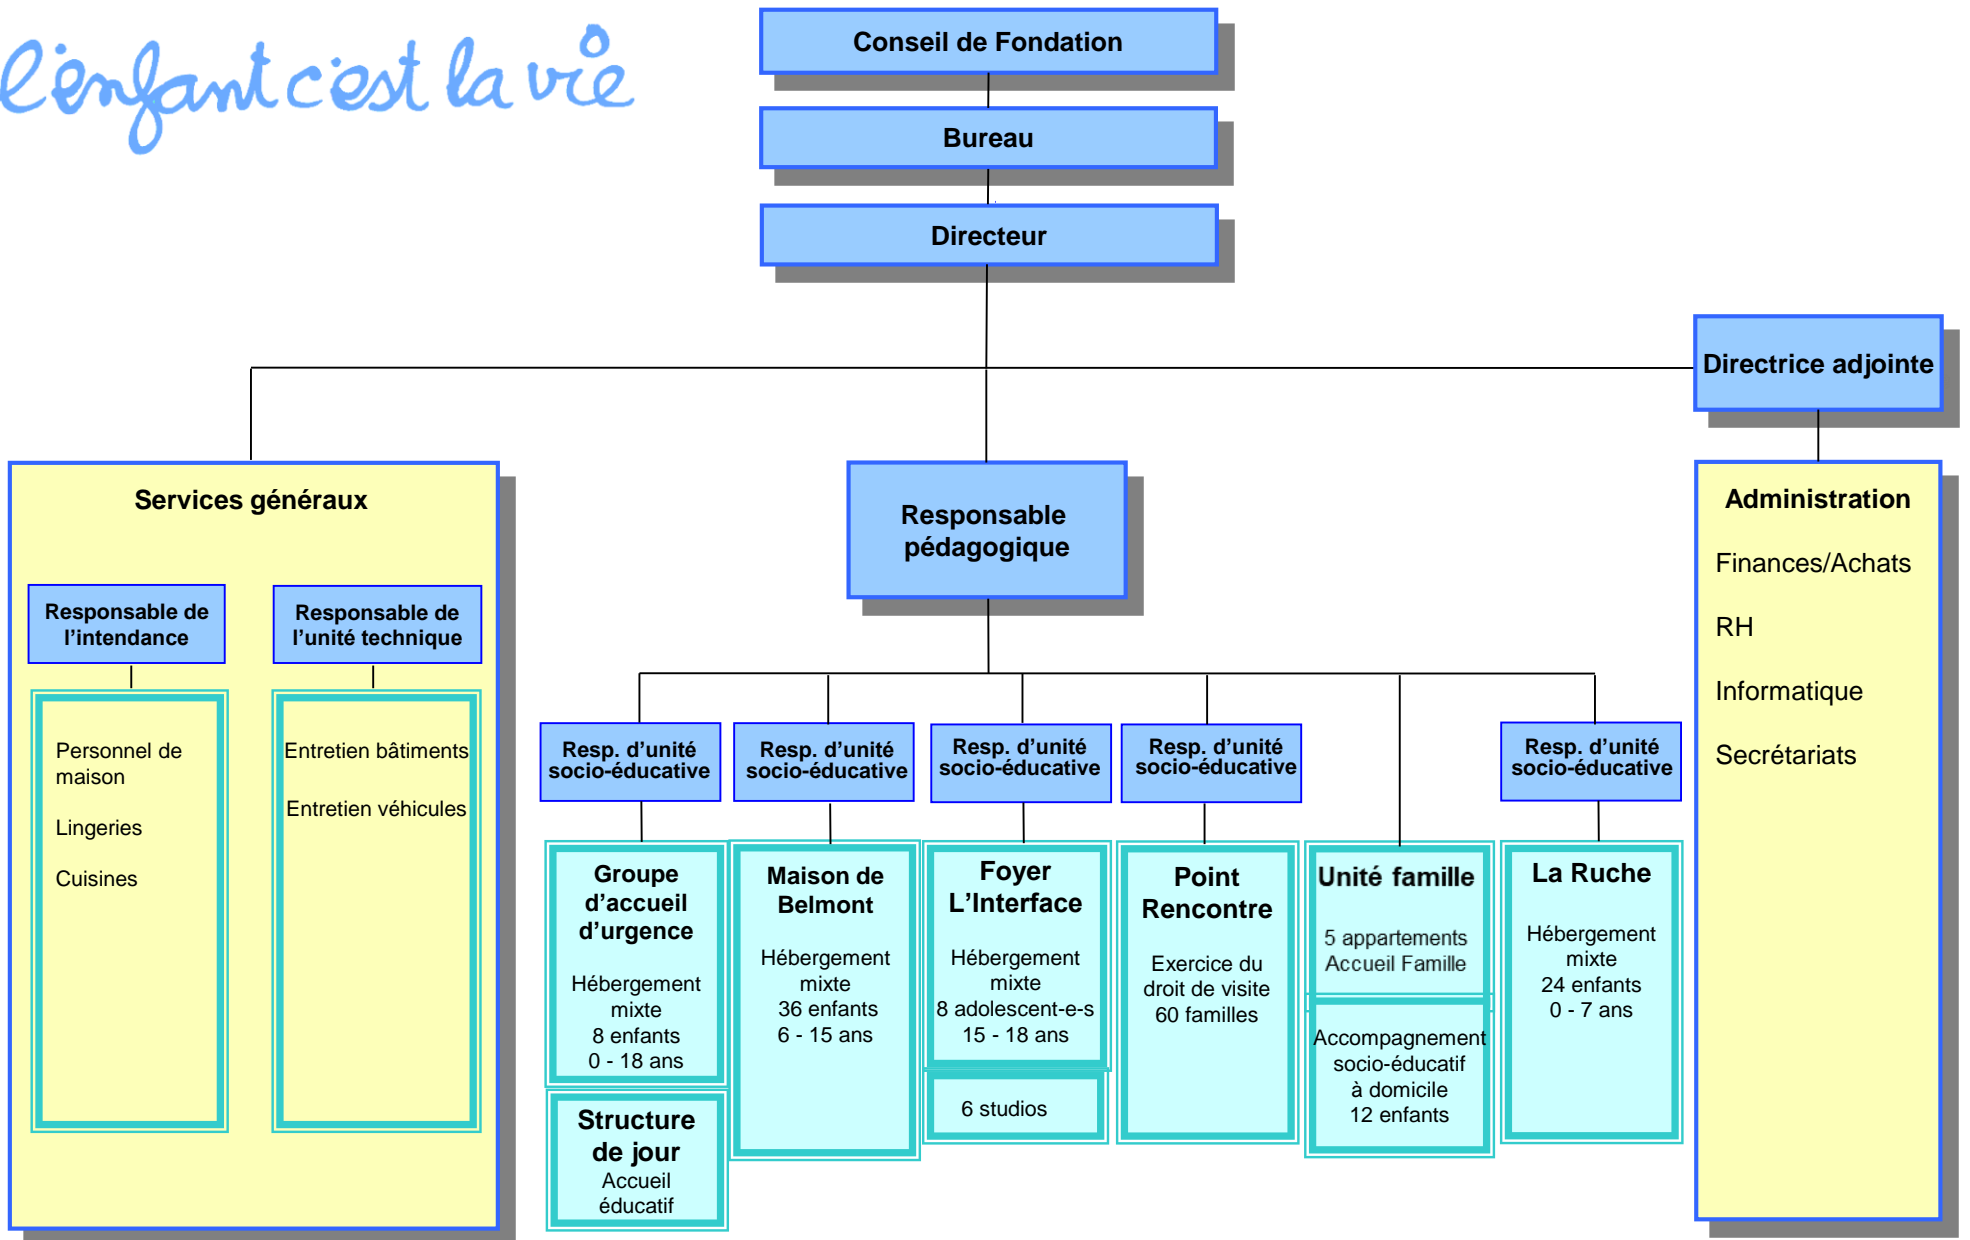 l'enfant c'est la vie
Conseil de Fondation
Bureau
Directeur
Directrice adjointe
Services généraux
Responsable de
l’intendance
Personnel de
maison
Lingeries
Cuisines
Responsable de
l’unité technique
Entretien bâtiments
Entretien véhicules
Responsable
pédagogique
Resp. d’unité
socio-éducative
Groupe
d’accueil
d’urgence
Hébergement
mixte
8 enfants
0 - 18 ans
Structure
de jour
Accueil
éducatif
Resp. d’unité
socio-éducative
Maison de
Belmont
Hébergement
mixte
36 enfants
6 - 15 ans
Resp. d’unité
socio-éducative
Foyer
L’Interface
Hébergement
mixte
8 adolescent-e-s
15 - 18 ans
6 studios
Resp. d’unité
socio-éducative
Point
Rencontre
Exercice du
droit de visite
60 familles
Unité famille
5 appartements
Accueil Famille
Accompagnement
socio-éducatif
à domicile
12 enfants
Resp. d’unité
socio-éducative
La Ruche
Hébergement
mixte
24 enfants
0 - 7 ans
Administration
Finances/Achats
RH
Informatique
Secrétariats